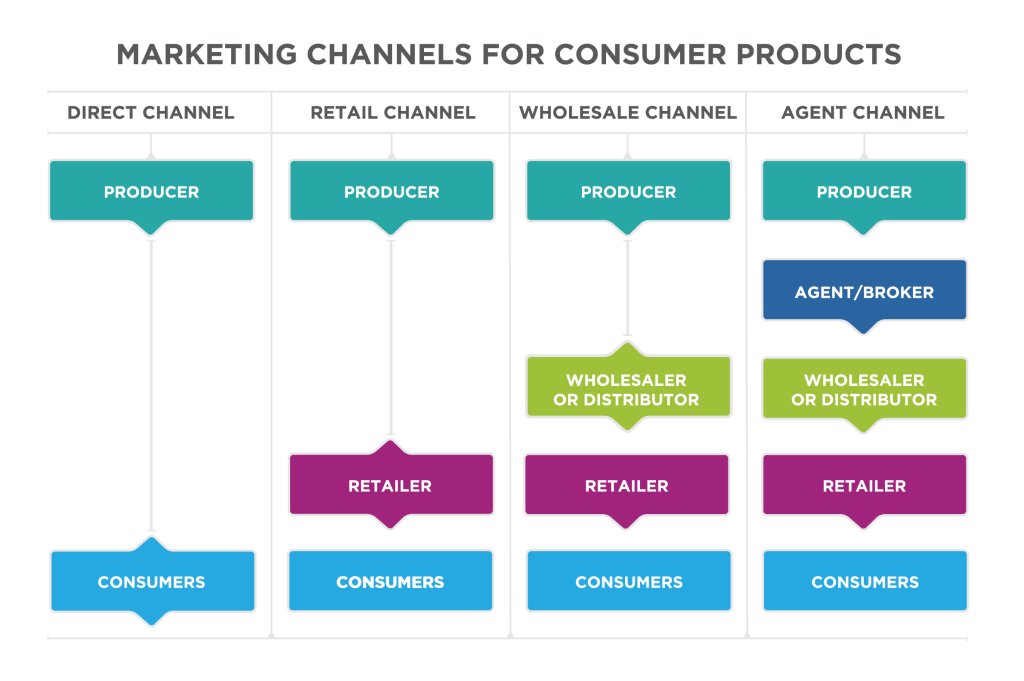 MARKETING CHANNELS FOR CONSUMER PRODUCTS
DIRECT CHANNEL
RETAIL CHANNEL
WHOLESALE CHANNEL
AGENT CHANNEL
PRODUCER
PRODUCER
PRODUCER
PRODUCER
AGENT/BROKER
WHOLESALER
OR DISTRIBUTOR
WHOLESALER
OR DISTRIBUTOR
RETAILER
RETAILER
RETAILER
CONSUMERS
CONSUMERS
CONSUMERS
CONSUMERS